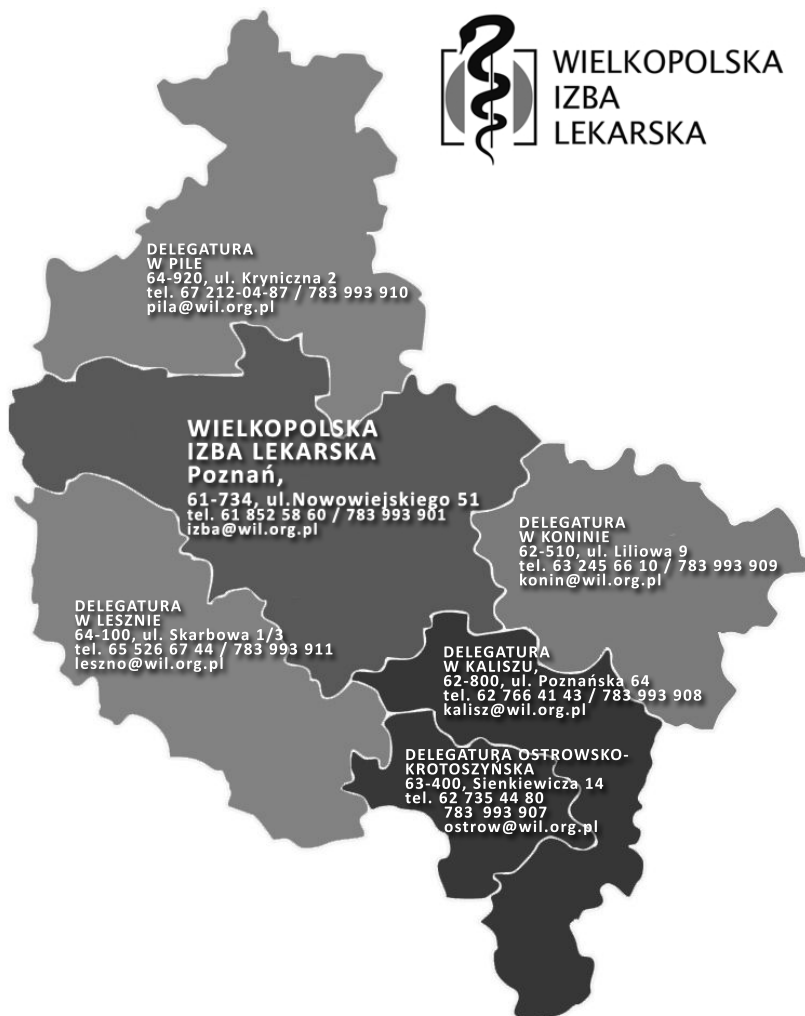 WIELKOPOLSKA
IZBA
LEKARSKA
DELEGATURA
W PILE
64-920, ul. Kryniczna 2
tel. 67 212-04-87 / 783 993 910
pila@wil.org.pl
WIELKOPOLSKA
IZBA LEKARSKA
Poznań,
61-734, ul.Nowowiejskiego 51
tel. 61 852 58 60 / 783 993 901
izba@wil.org.pl
DELEGATURA
W KONINIE
62-510, ul. Liliowa 9
tel. 63 245 66 10 / 783 993 909
konin@wil.org.pl
DELEGATURA
W LESZNIE
64-100, ul. Skarbowa 1/3
tel. 65 526 67 44 / 783 993 911
leszno@wil.org.pl
DELEGATURA
W KALISZU,
62-800, ul. Poznańska 64
tel. 62 766 41 43 / 783 993 908
kalisz@wil.org.pl
DELEGATURA OSTROWSKO-
KROTOSZYŃSKA
63-400, Sienkiewicza 14
tel. 62 735 44 80
783 993 907
ostrow@wil.org.pl